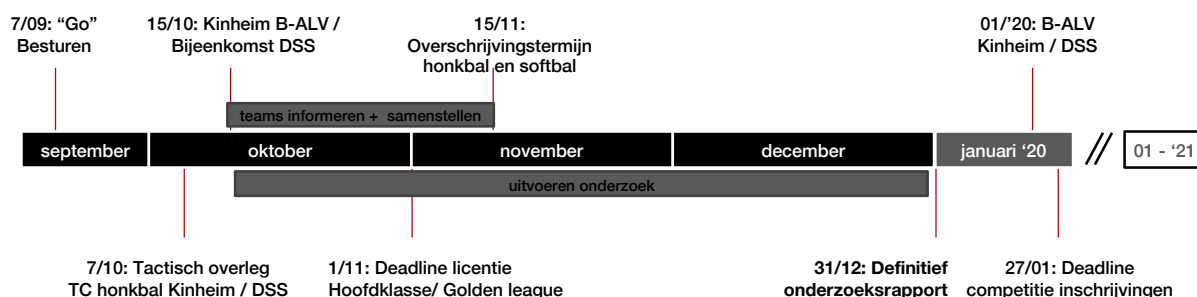 7/09: “Go”
Besturen
15/10: Kinheim B-ALV /
Bijeenkomst DSS
15/11:
Overschrijvingstermijn
honkbal en softbal
01/'20: B-ALV
Kinheim / DSS
teams informeren + samenstellen
september
oktober
november
december
januari ‘20
01 - ‘21
uitvoeren onderzoek
7/10: Tactisch overleg
TC honkbal Kinheim / DSS
1/11: Deadline licentie
Hoofdklasse/ Golden league
31/12: Definitief
onderzoeksrapport
27/01: Deadline
competitie inschrijvingen